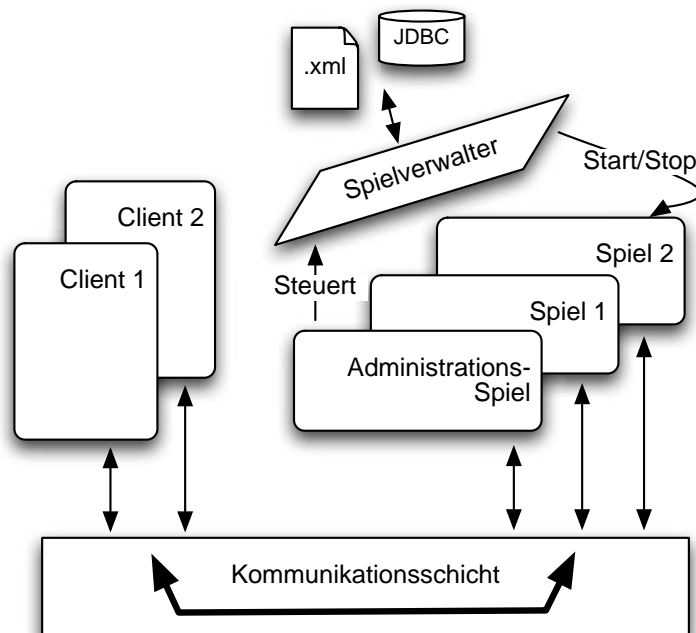 JDBC
.xml
Spielverwalter
Start/Stop
Client 2
Client 1
Spiel 2
Steuert
Spiel 1
Administrations-
Spiel
Kommunikationsschicht